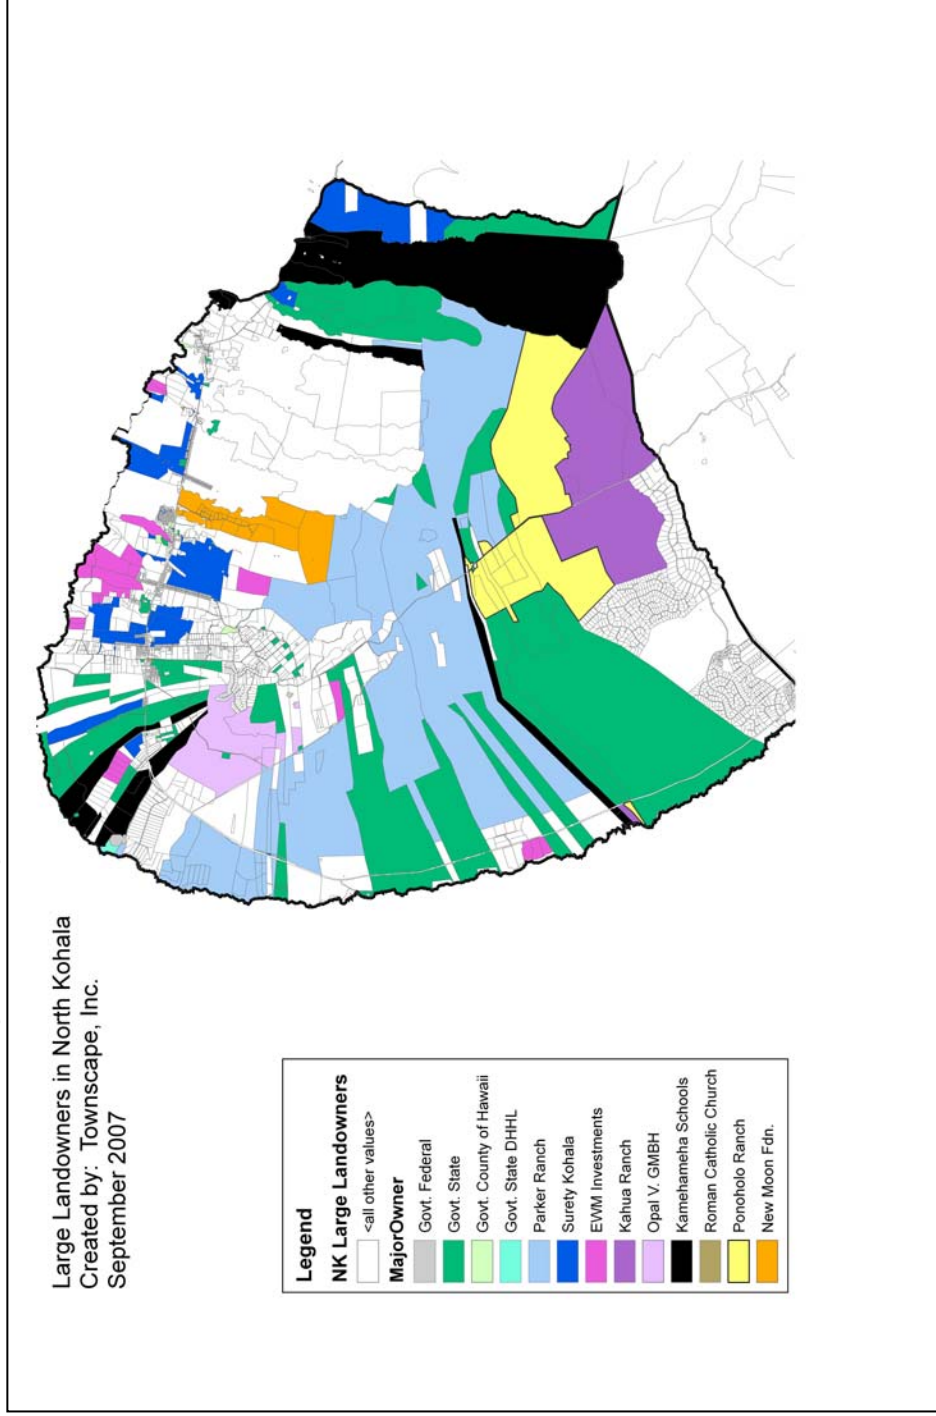 Large Landowners in North Kohala
Created by: Townscape, Inc.
September 2007
Legend
NK Large Landowners
<all other values>
MajorOwner
Govt. Federal
Govt. State
Govt. County of Hawaii
Govt. State DHHL
Parker Ranch
Surety Kohala
EWM Investments
Kahua Ranch
Opal V. GMBH
Kamehameha Schools
Roman Catholic Church
Ponoholo Ranch
New Moon Fdn.